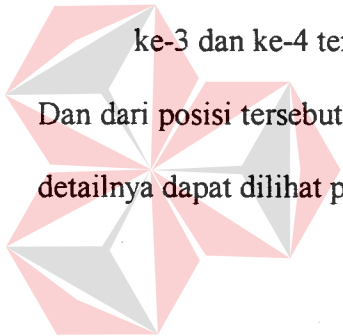 ke-3 dan ke-4
Dan dari posisi tersebut
detailnya dapat dilihat